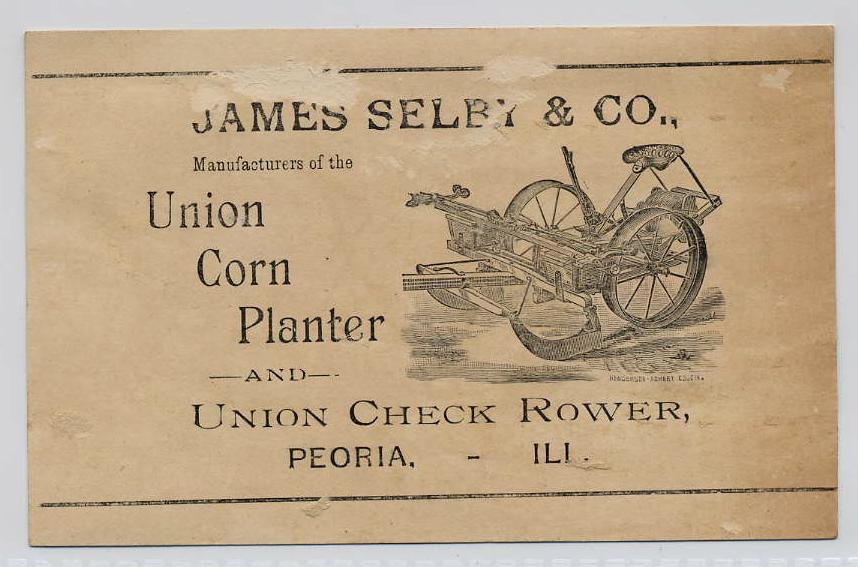 JAMES SELBY & CO.,
Manufacturers of the
Union
Corn
Planter
—AND—
UNION CHECK ROWER,
PEORIA, - ILL.